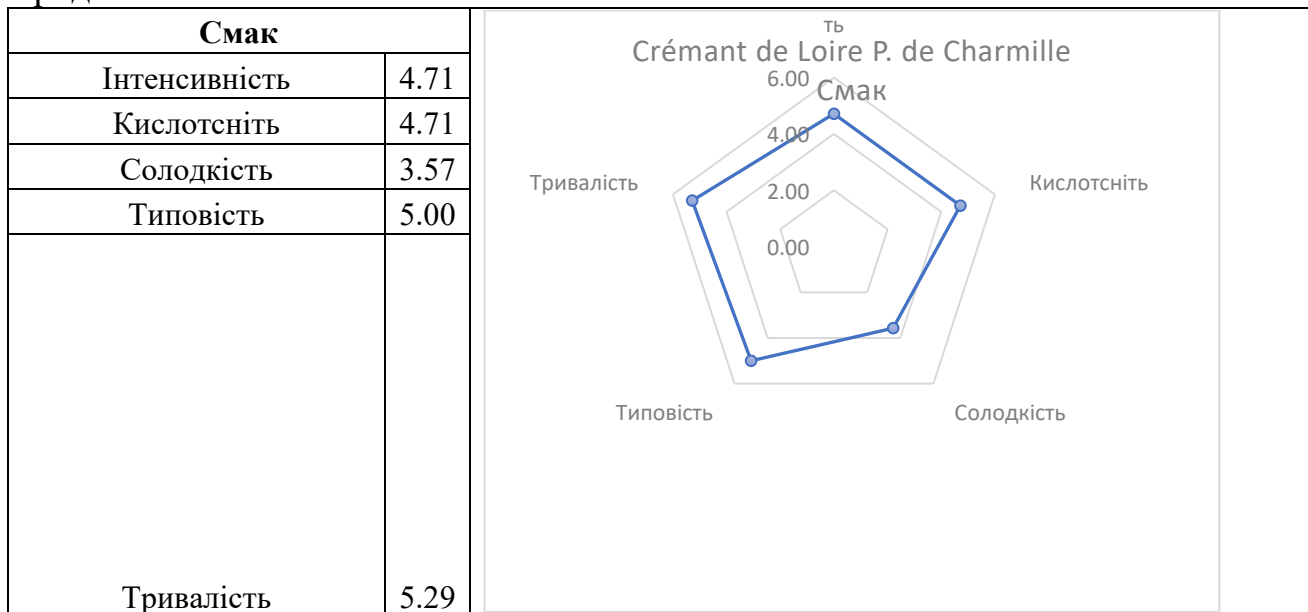 Смак
Інтенсивність 4.71
Кислотсніть 4.71
Солодкість 3.57
Типовість 5.00
Тривалість 5.29
ть
Crémant de Loire P. de Charmille
Смак
6.00
4.00
2.00
0.00
Кислотсніть
Солодкість
Типовість
Тривалість